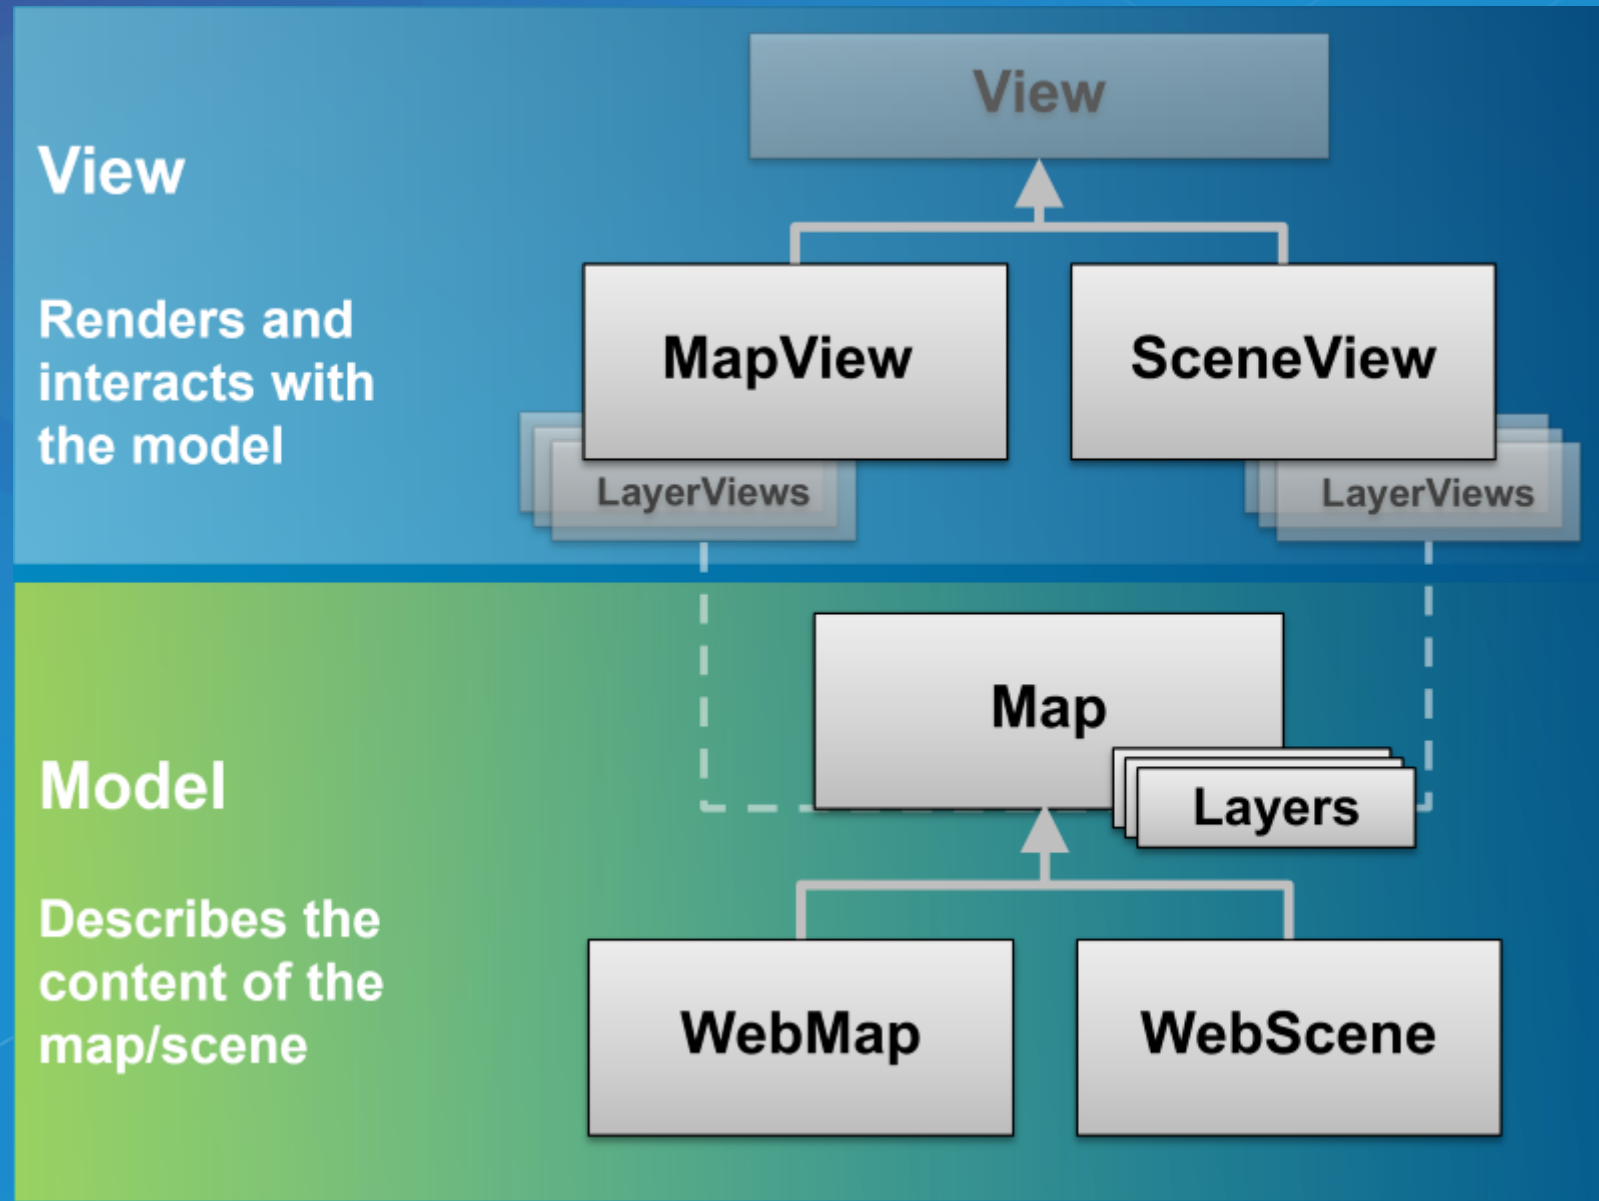 View
View
Renders and
interacts with
the model
MapView
SceneView
LayerViews
LayerViews
Map
Layers
Model
Describes the
content of the
map/scene
WebMap
WebScene